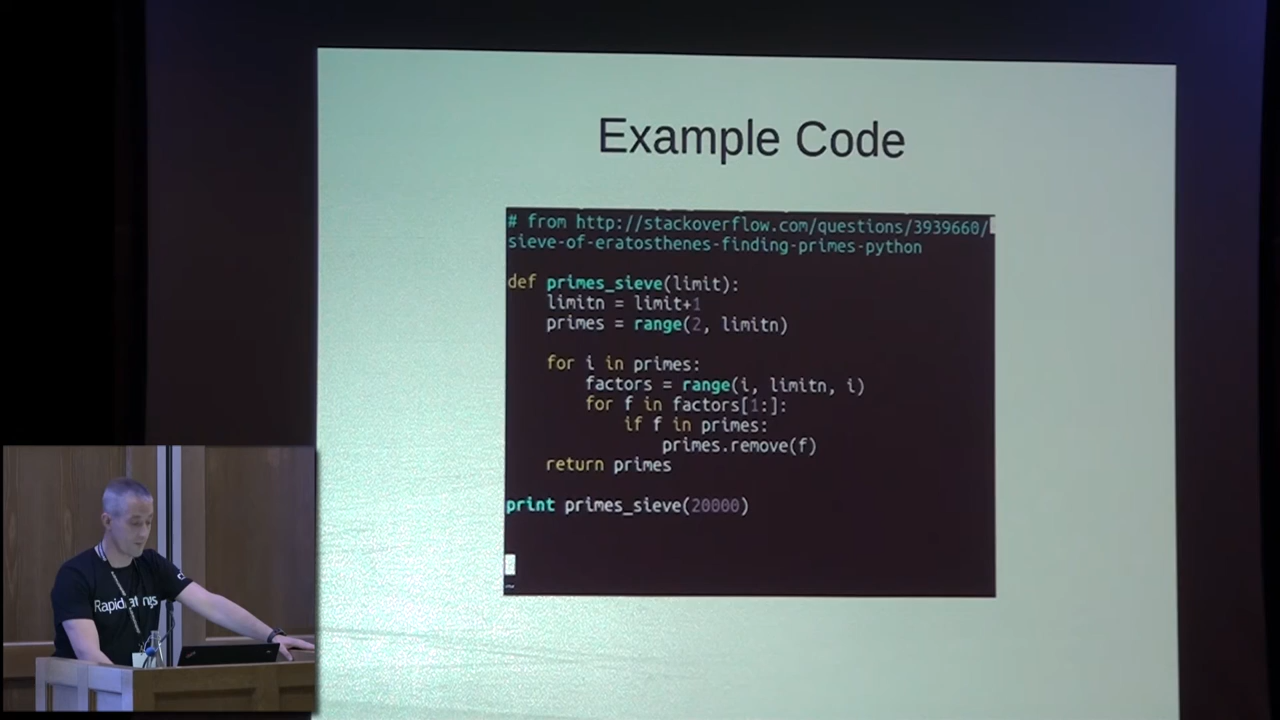 Example Code
# from http://stackoverflow.com/questions/3939660/
sieve-of-eratosthenes-finding-primes-python
def primes_sieve(limit):
    limitn = limit+1
    primes = range(2, limitn)
    for i in primes:
        factors = range(i, limitn, i)
        for f in factors[1:]:
            if f in primes:
                primes.remove(f)
    return primes
print primes_sieve(20000)
RapidRatings